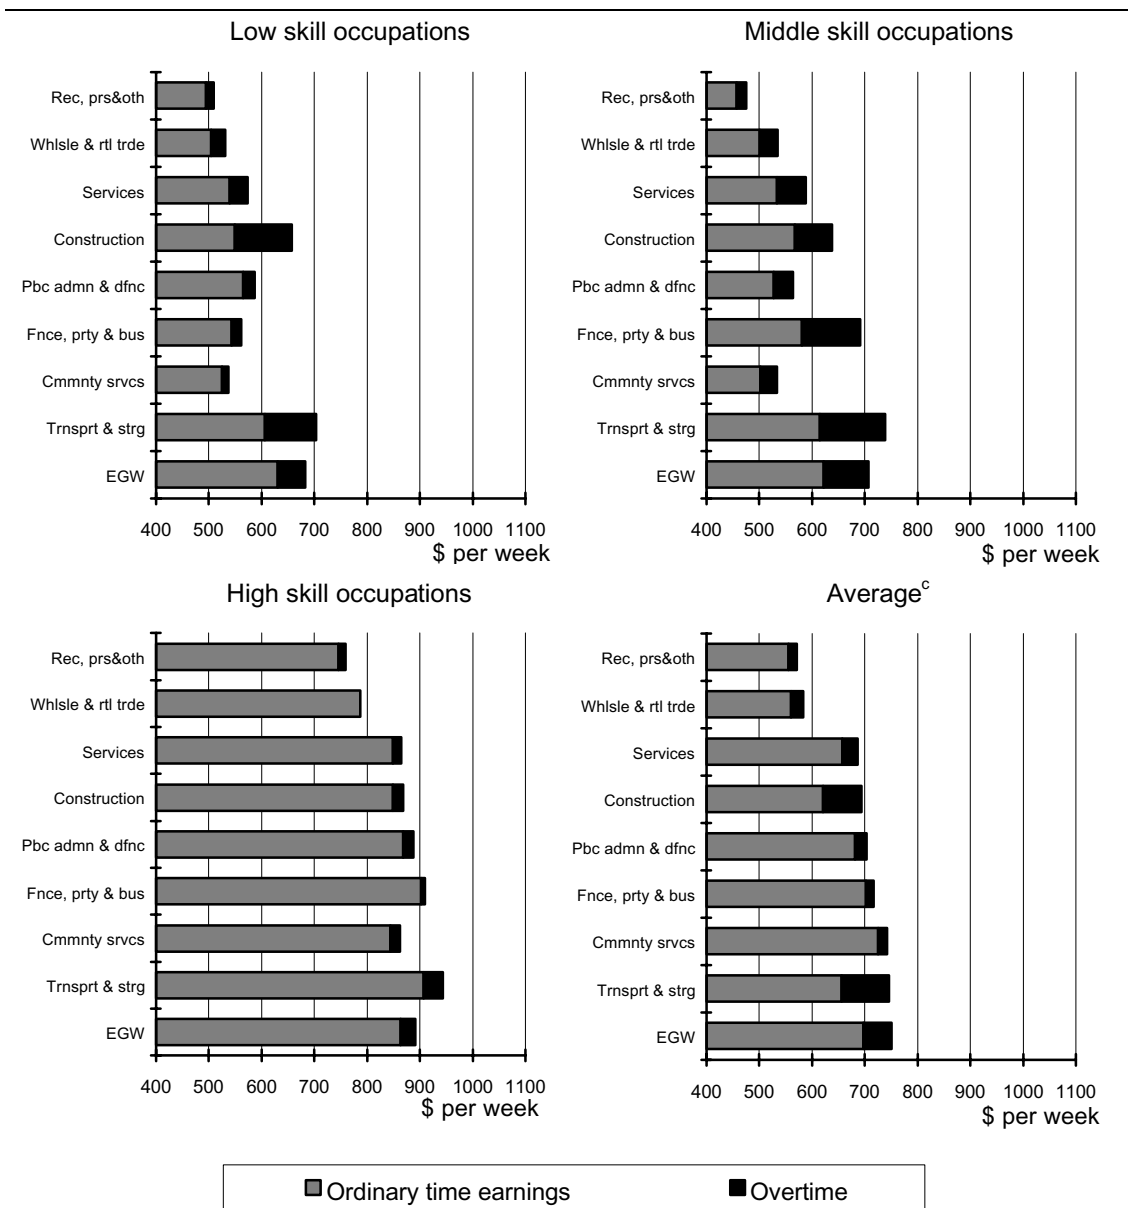 Low skill occupations
Rec, prs&oth
Whlsle & rtl trde
Services
Construction
Pbc admn & dfnc
Fnce, prty & bus
Cmmnty srvcs
Trnsprt & strg
EGW
400 500 600 700 800 900 1000 1100
$ per week
Middle skill occupations
Rec, prs&oth
Whlsle & rtl trde
Services
Construction
Pbc admn & dfnc
Fnce, prty & bus
Cmmnty srvcs
Trnsprt & strg
EGW
400 500 600 700 800 900 1000 1100
$ per week
High skill occupations
Rec, prs&oth
Whlsle & rtl trde
Services
Construction
Pbc admn & dfnc
Fnce, prty & bus
Cmmnty srvcs
Trnsprt & strg
EGW
400 500 600 700 800 900 1000 1100
$ per week
Average^c
Rec, prs&oth
Whlsle & rtl trde
Services
Construction
Pbc admn & dfnc
Fnce, prty & bus
Cmmnty srvcs
Trnsprt & strg
EGW
400 500 600 700 800 900 1000 1100
$ per week
Ordinary time earnings Overtime